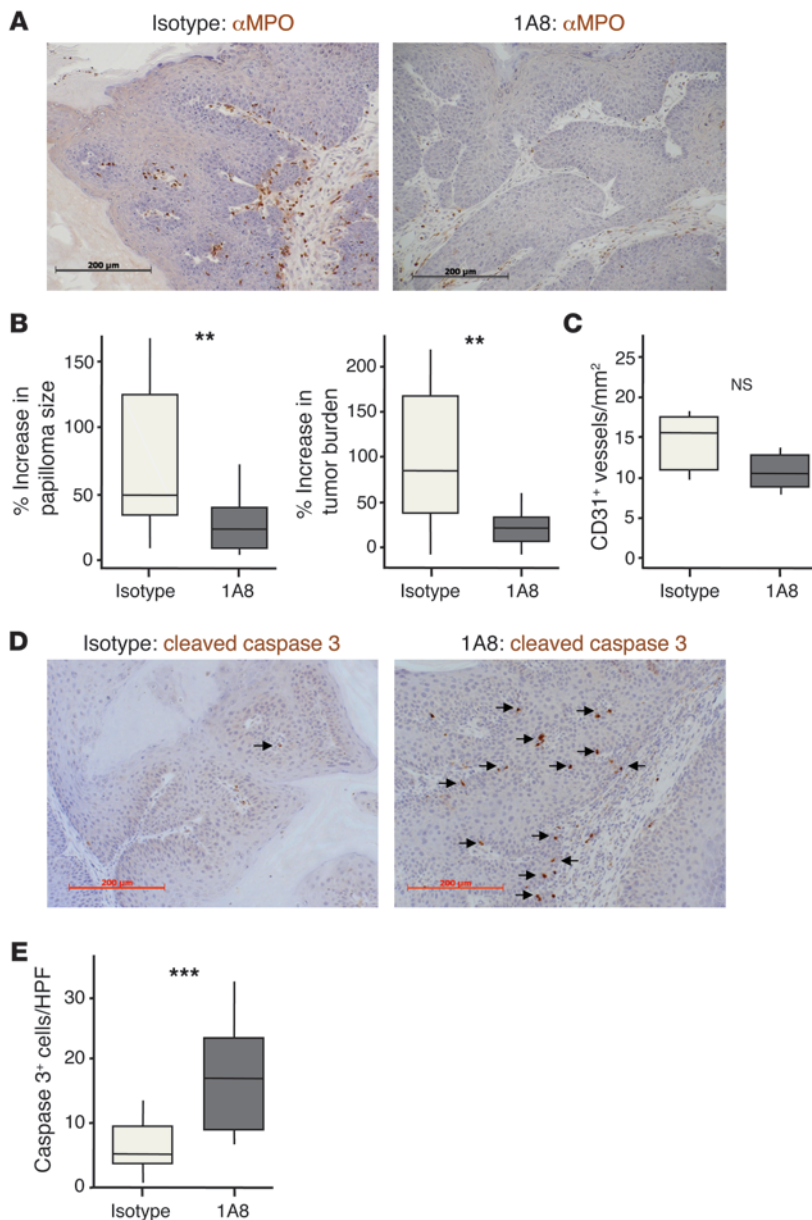 A
Isotype: αMPO
1A8: αMPO
200 μm
200 μm
B
**
% Increase in
papilloma size
150
100
50
0
Isotype
1A8
**
% Increase in
tumor burden
200
150
100
50
0
Isotype
1A8
C
NS
CD31+ vessels/mm²
25
20
15
10
5
0
Isotype
1A8
D
Isotype: cleaved caspase 3
1A8: cleaved caspase 3
200 μm
200 μm
E
***
Caspase 3+ cells/HPF
30
20
10
0
Isotype
1A8